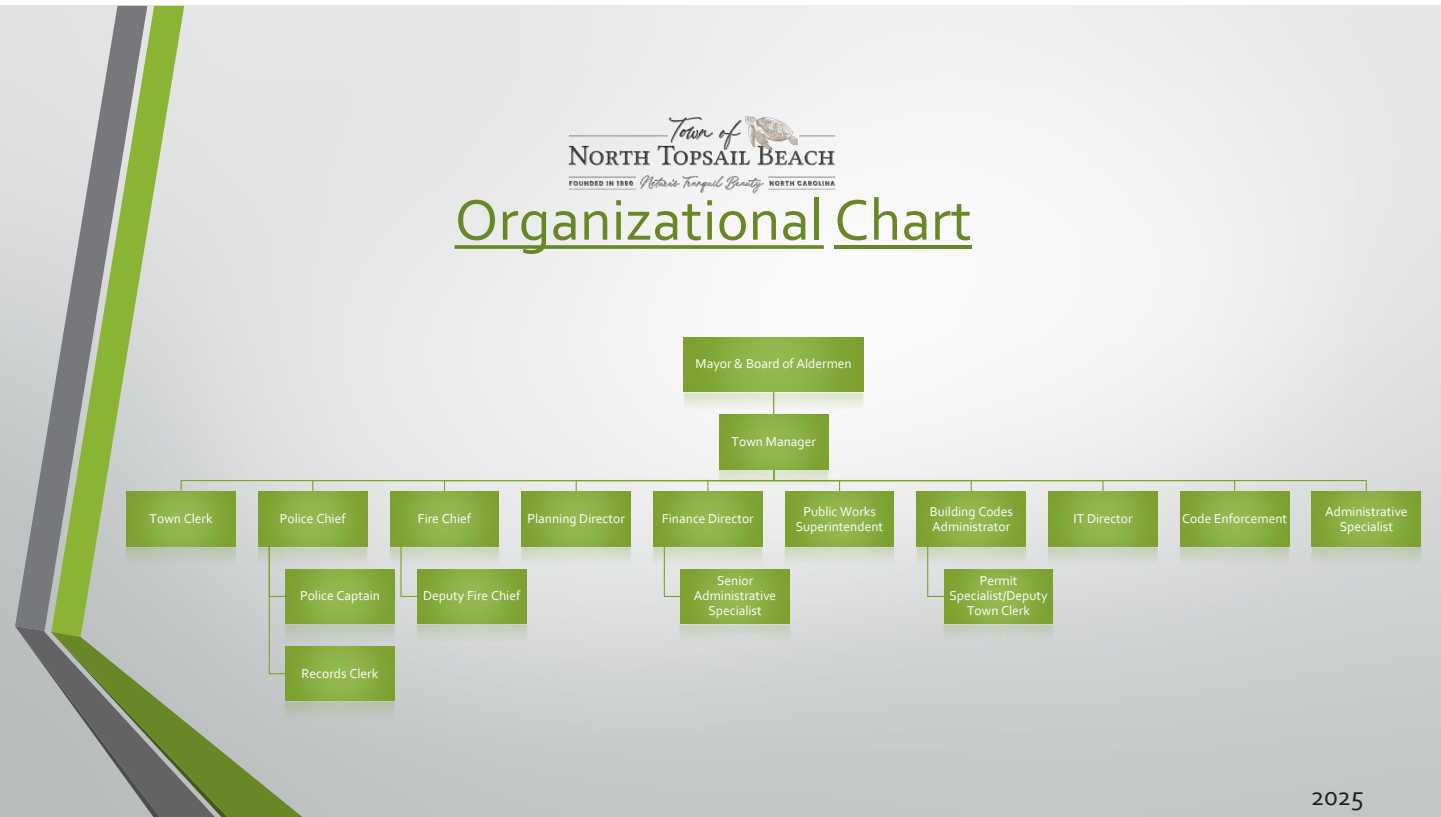 Town of
NORTH TOPSAIL BEACH
FOUNDED IN 1990 Nature's Tranquil Beauty NORTH CAROLINA
Organizational Chart
Mayor & Board of Aldermen
Town Manager
Town Clerk
Police Chief
Fire Chief
Planning Director
Finance Director
Public Works
Superintendent
Building Codes
Administrator
IT Director
Code Enforcement
Administrative
Specialist
Police Captain
Deputy Fire Chief
Senior
Administrative
Specialist
Permit
Specialist/Deputy
Town Clerk
Records Clerk
2025